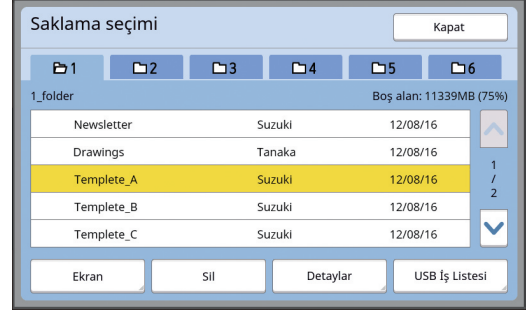 Saklama seçimi Kapat
1 2 3 4 5 6
1_folder Boş alan: 11339MB (75%)
Newsletter Suzuki 12/08/16
Drawings Tanaka 12/08/16
Templete_A Suzuki 12/08/16
Templete_B Suzuki 12/08/16
Templete_C Suzuki 12/08/16
1
/
2
Ekran Sil Detaylar USB İş Listesi